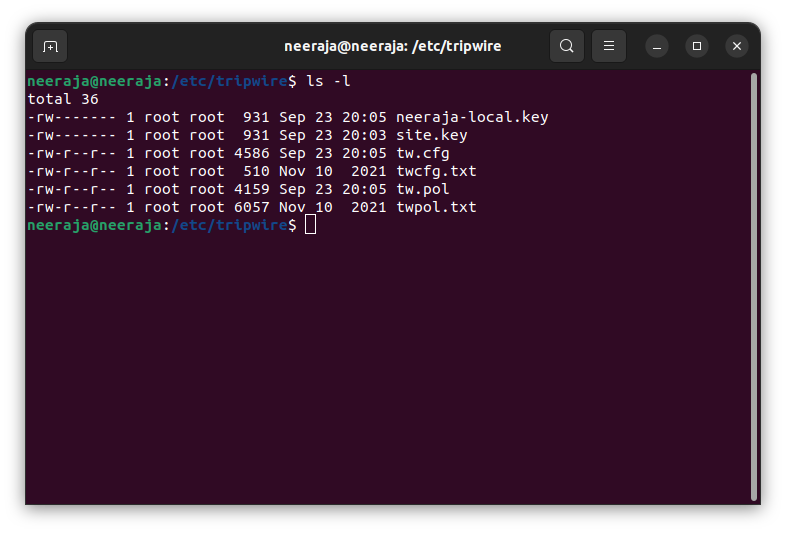 neeraja@neeraja: /etc/tripwire
neeraja@neeraja:/etc/tripwire$ ls -l
total 36
-rw------- 1 root root  931 Sep 23 20:05 neeraja-local.key
-rw------- 1 root root  931 Sep 23 20:03 site.key
-rw-r--r-- 1 root root 4586 Sep 23 20:05 tw.cfg
-rw-r--r-- 1 root root  510 Nov 10  2021 twcfg.txt
-rw-r--r-- 1 root root 4159 Sep 23 20:05 tw.pol
-rw-r--r-- 1 root root 6057 Nov 10  2021 twpol.txt
neeraja@neeraja:/etc/tripwire$